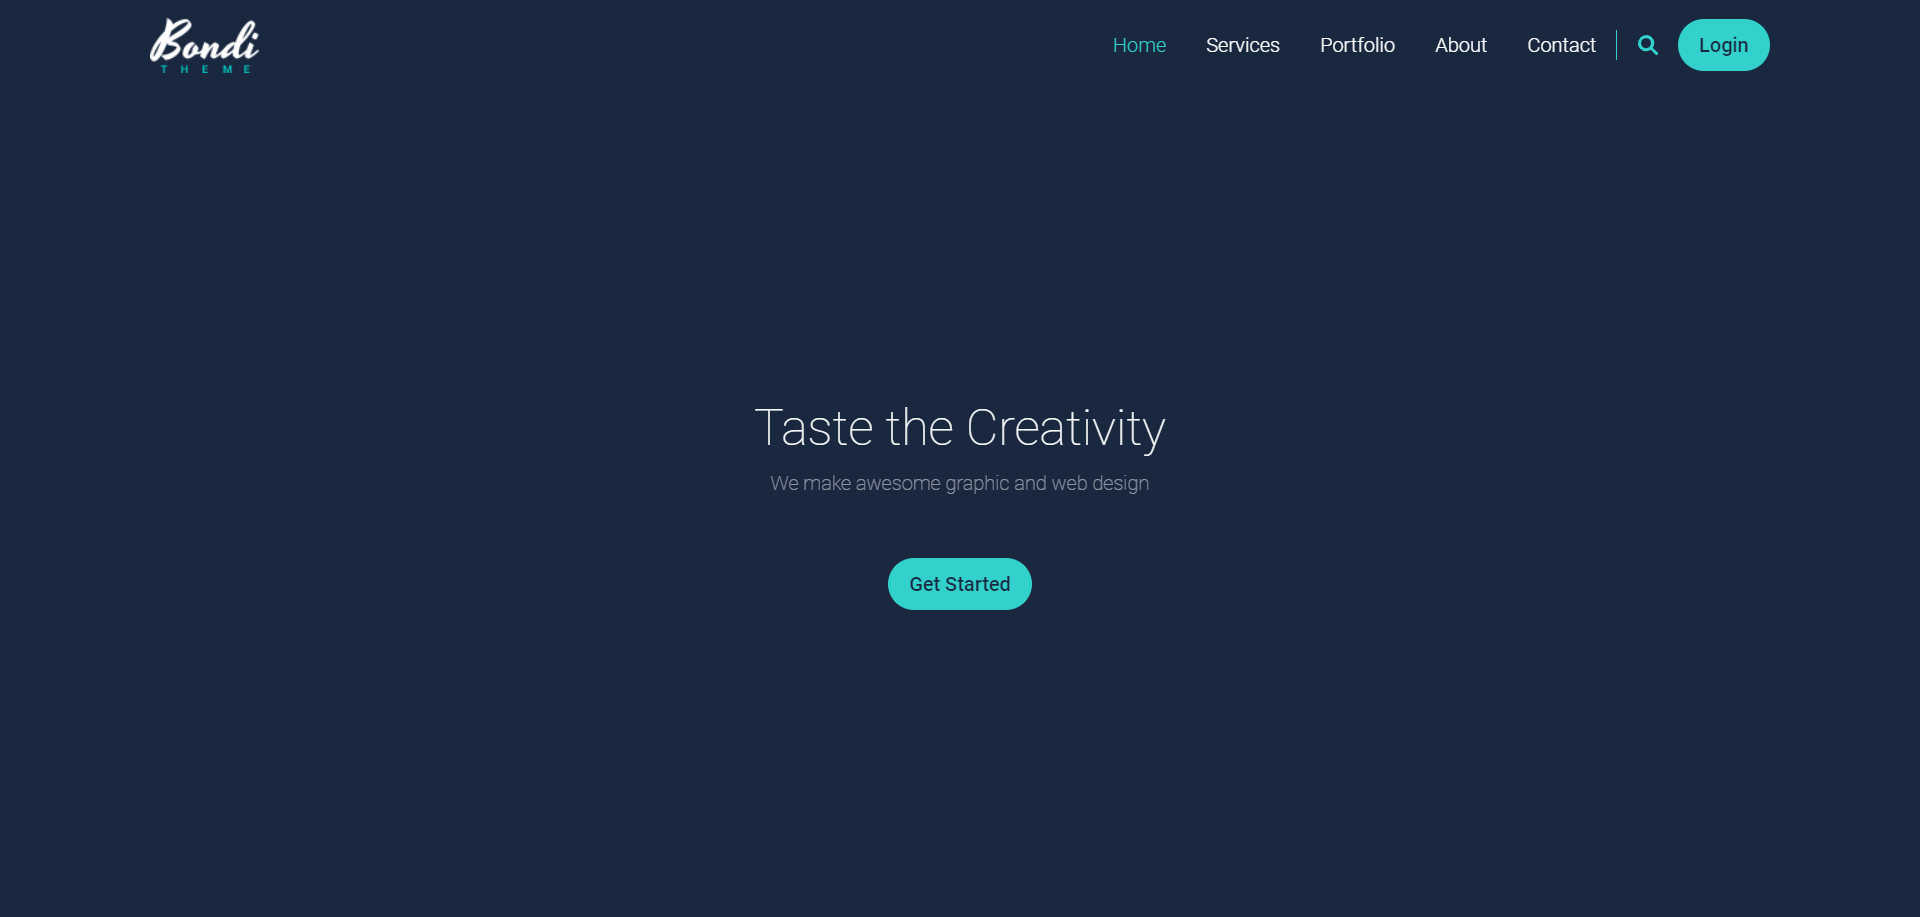 Bondi
THEME
Home Services Portfolio About Contact Login
Taste the Creativity
We make awesome graphic and web design
Get Started